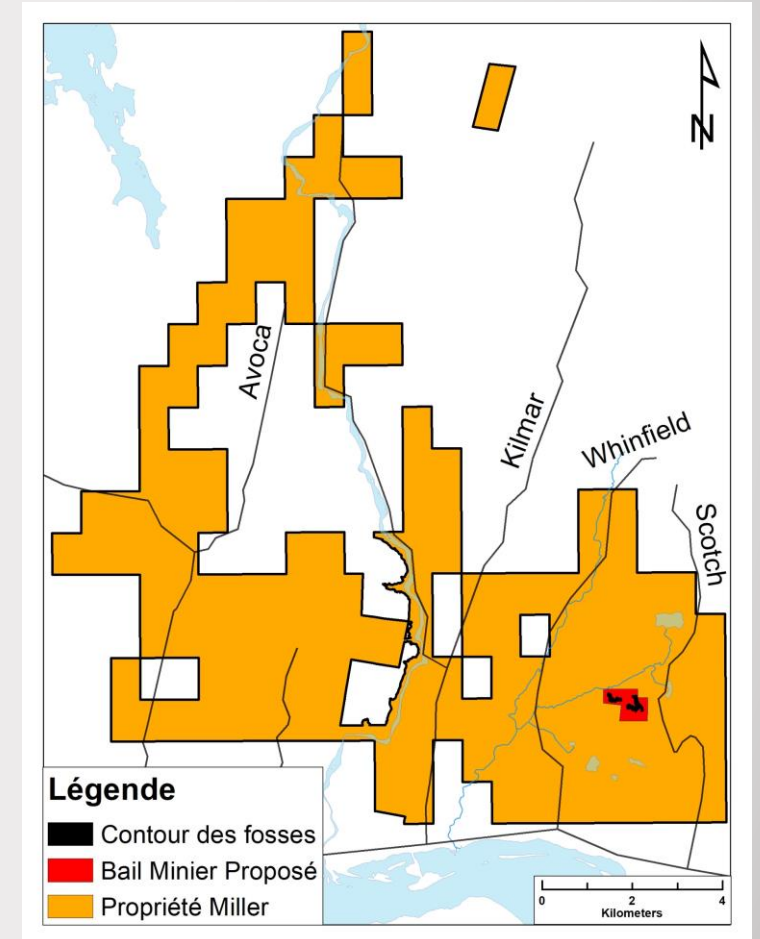 N
Avoca
Kilmar
Whinfield
Scotch
Légende
Contour des fosses
Bail Minier Proposé
Propriété Miller
0 2 4
Kilometers